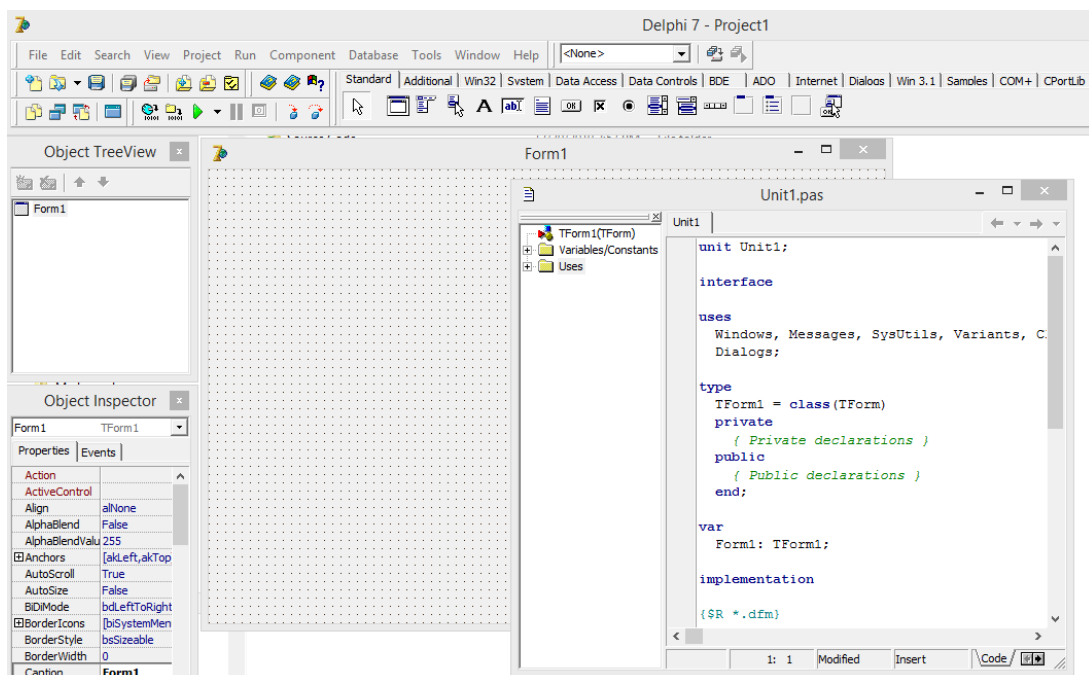 Delphi 7 - Project1
File Edit Search View Project Run Component Database Tools Window Help <None>
Standard Additional Win32 System Data Access Data Controls BDE ADO Internet Dialogs Win 3.1 Samples COM+ CPortLib
Object TreeView
Form1
Form1
Unit1.pas
TForm1(TForm)
Variables/Constants
Uses
Unit1
unit Unit1;
interface
uses
Windows, Messages, SysUtils, Variants, C
Dialogs;
type
TForm1 = class(TForm)
private
{ Private declarations }
public
{ Public declarations }
end;
var
Form1: TForm1;
implementation
{$R *.dfm}
1: 1 Modified Insert Code
Object Inspector
Form1 TForm1
Properties Events
Action
ActiveControl
Align alNone
AlphaBlend False
AlphaBlendValu 255
Anchors [akLeft,akTop
AutoScroll True
AutoSize False
BiDiMode bdLeftToRight
BorderIcons [biSystemMen
BorderStyle bsSizeable
BorderWidth 0
Caption Form1